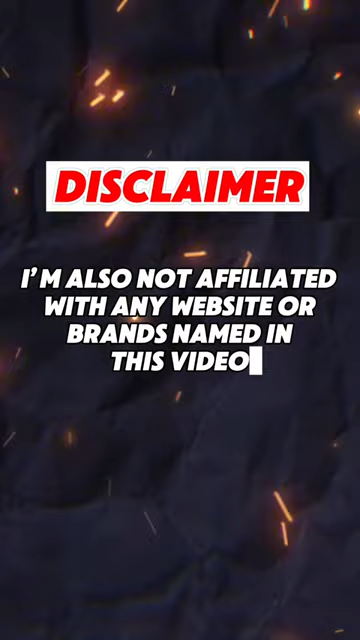 DISCLAIMER
I'M ALSO NOT AFFILIATED
WITH ANY WEBSITE OR
BRANDS NAMED IN
THIS VIDEO